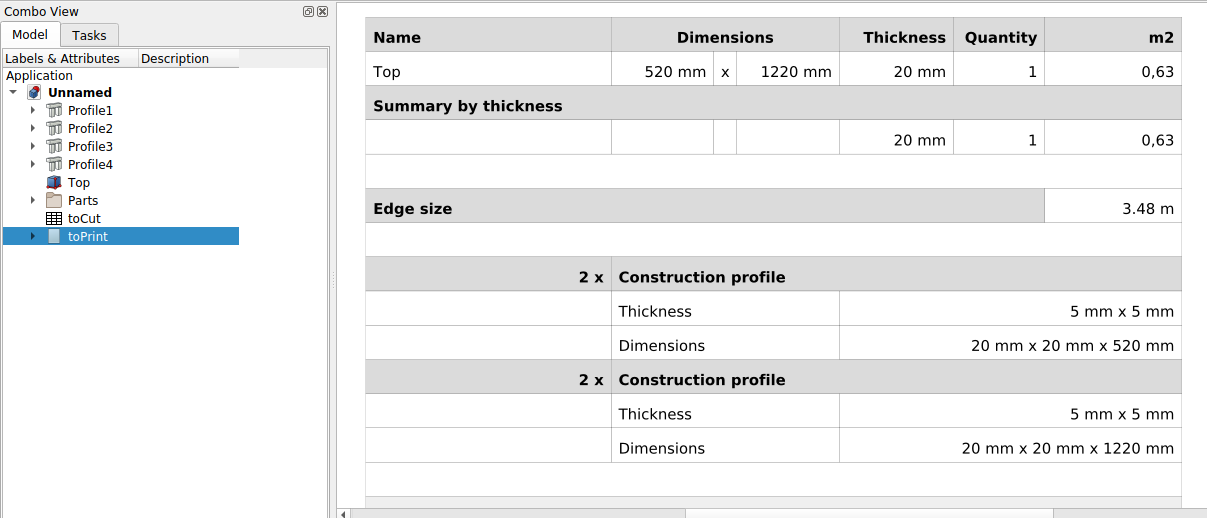 Combo View
Model Tasks
Labels & Attributes Description
Application
Unnamed
Profile1
Profile2
Profile3
Profile4
Top
Parts
toCut
toPrint
Name Dimensions Thickness Quantity m2
Top 520 mm x 1220 mm 20 mm 1 0,63
Summary by thickness
20 mm 1 0,63
Edge size 3.48 m
2 x Construction profile
Thickness 5 mm x 5 mm
Dimensions 20 mm x 20 mm x 520 mm
2 x Construction profile
Thickness 5 mm x 5 mm
Dimensions 20 mm x 20 mm x 1220 mm